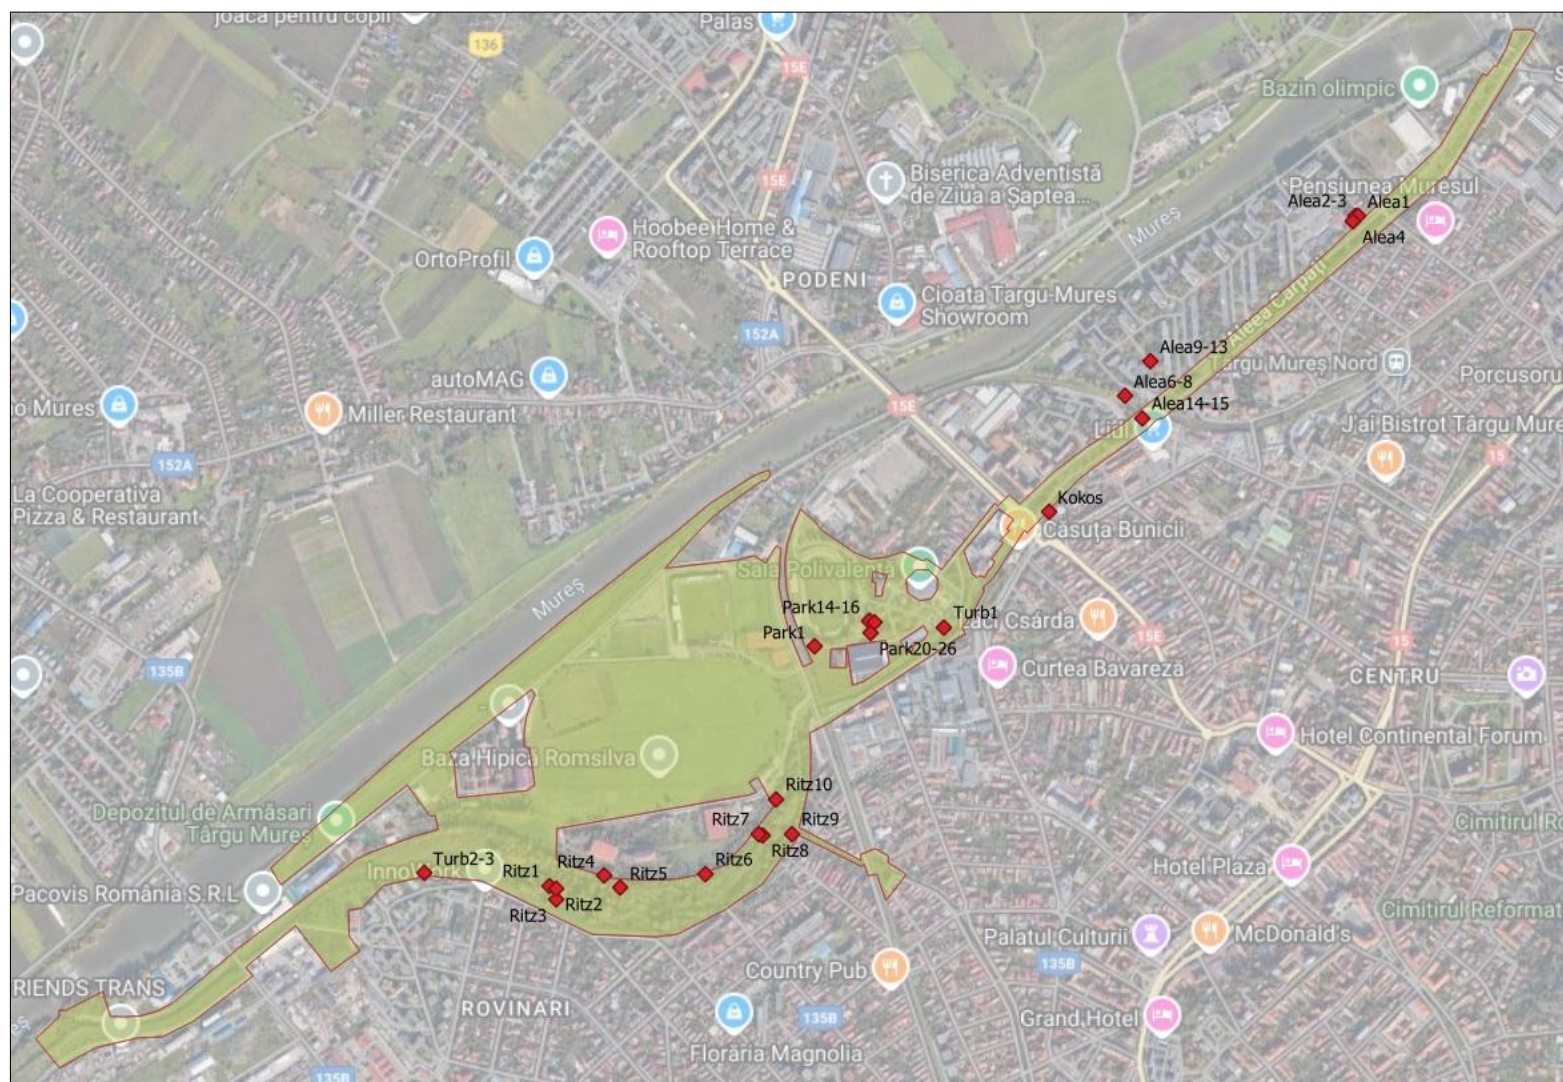 Joacă pentru copii
Palas
136
15E
Bazin olimpic
Biserica Adventistă
de Ziua a Șaptea...
15E
Pensiunea Muresul
Alea2-3
Alea1
Alea4
Hoobee Home &
Rooftop Terrace
OrtoProfil
Mureș
PODENI
Cioata Targu-Mures
Showroom
Aleea Carpați
152A
Alea9-13
Târgu Mureș Nord
autoMAG
Alea6-8
Porcusoru
15E
Alea14-15
Miller Restaurant
Lidl
J'ai Bistrot Târgu Mure
152A
15
La Cooperativa
Pizza & Restaurant
Kokos
Căsuța Bunicii
Sala Polivalentă
Mureș
Park14-16
Turb1
Laci Csárda
Park1
Park20-26
15E
15
135B
Curtea Bavareză
CENTRU
Hotel Continental Forum
Baza Hipică Romsilva
Ritz10
Depozitul de Armăsari
Târgu Mureș
Ritz7
Ritz9
Ritz8
Turb2-3
InnoWork
Ritz1
Ritz4
Ritz6
Ritz5
Hotel Plaza
Pacovis România S.R.L
Ritz3
Ritz2
Cimitirul Reformat
Palatul Culturii
McDonald's
Country Pub
135B
RIENDS TRANS
ROVINARI
135B
Grand Hotel
Florăria Magnolia
135B